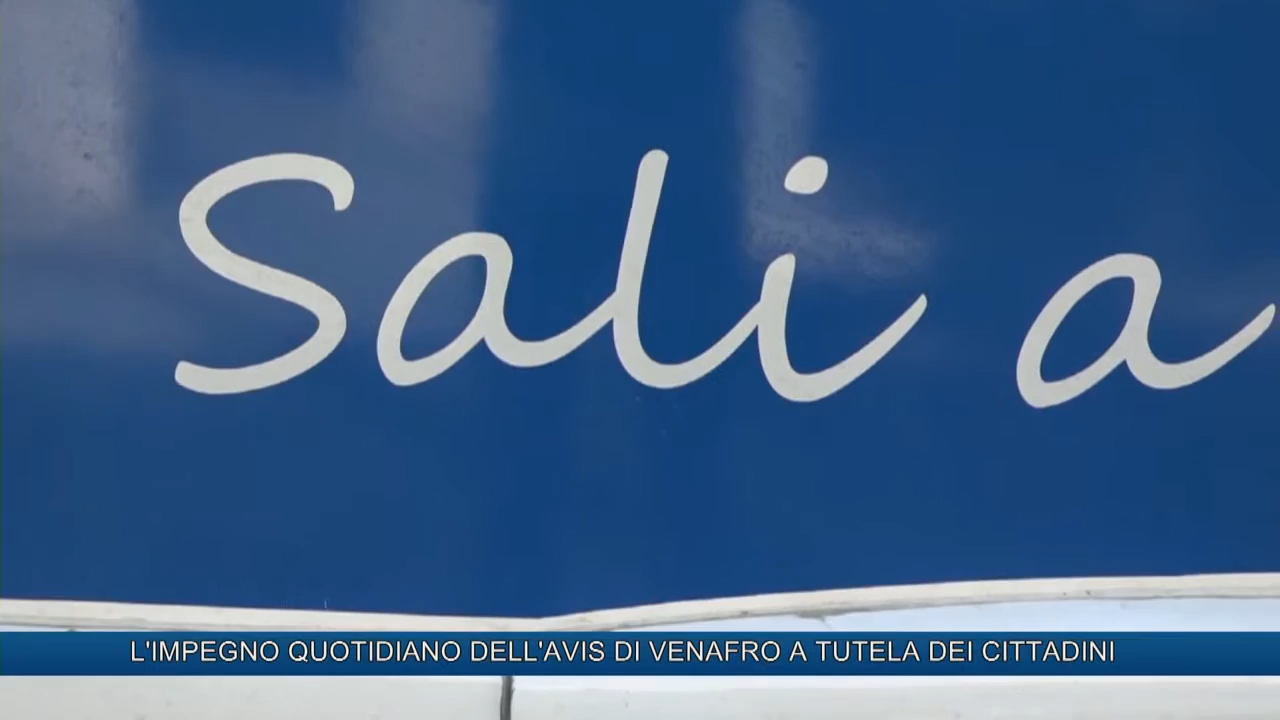 Sali a
L'IMPEGNO QUOTIDIANO DELL'AVIS DI VENAFRO A TUTELA DEI CITTADINI